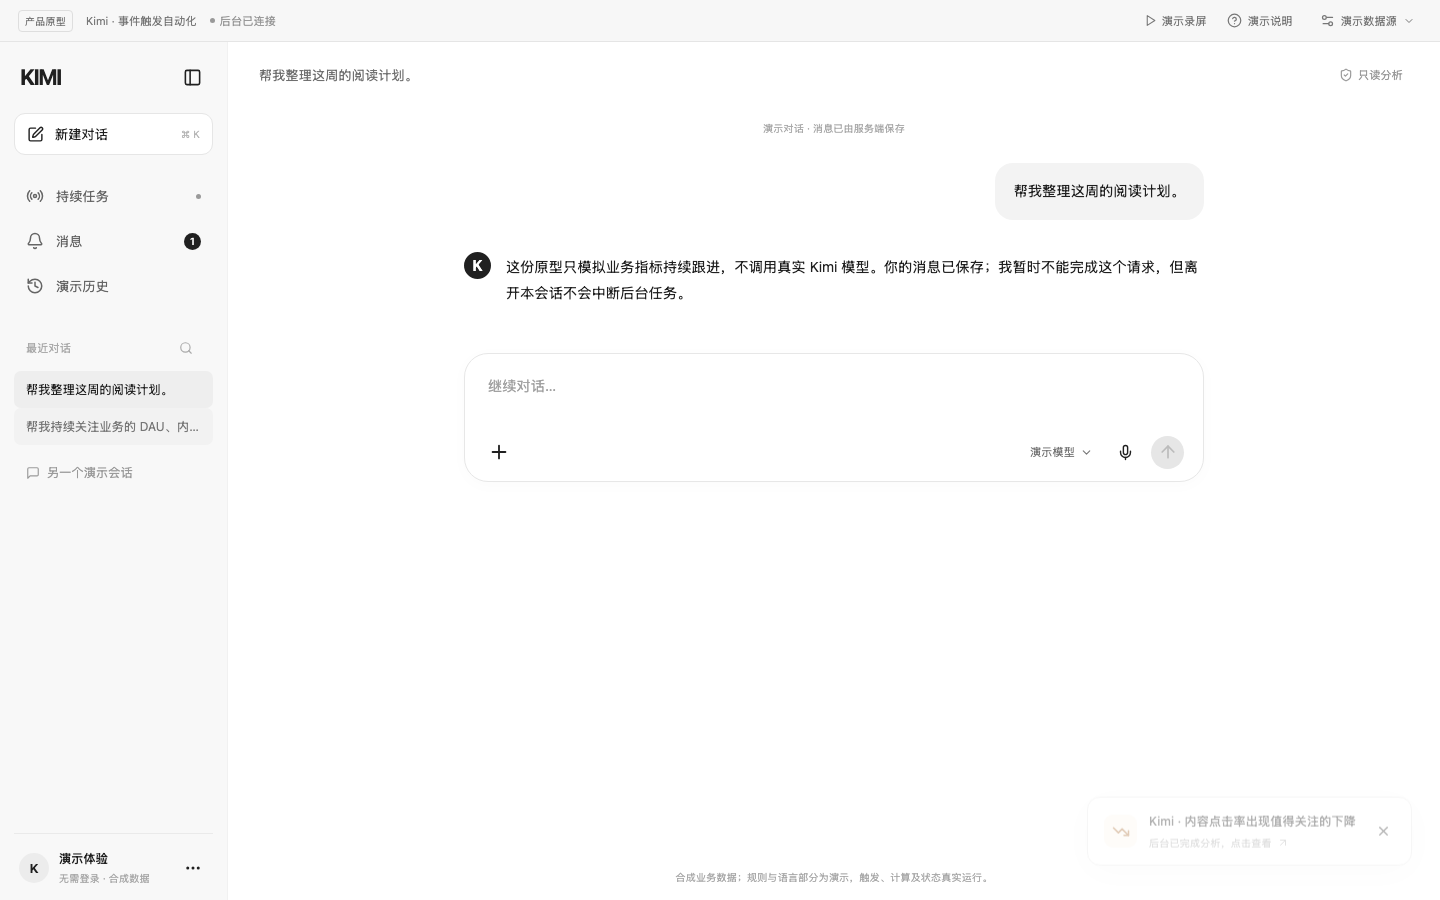 产品原型
Kimi · 事件触发自动化
后台已连接
演示录屏
演示说明
演示数据源
KIMI
新建对话
⌘ K
持续任务
消息
1
演示历史
最近对话
帮我整理这周的阅读计划。
帮我持续关注业务的 DAU、内...
另一个演示会话
演示体验
K
无需登录 · 合成数据
帮我整理这周的阅读计划。
只读分析
演示对话 · 消息已由服务端保存
帮我整理这周的阅读计划。
K
这份原型只模拟业务指标持续跟进，不调用真实 Kimi 模型。你的消息已保存；我暂时不能完成这个请求，但离
开本会话不会中断后台任务。
继续对话...
演示模型
Kimi · 内容点击率出现值得关注的下降
后台已完成分析，点击查看
合成业务数据；规则与语言部分为演示，触发、计算及状态真实运行。